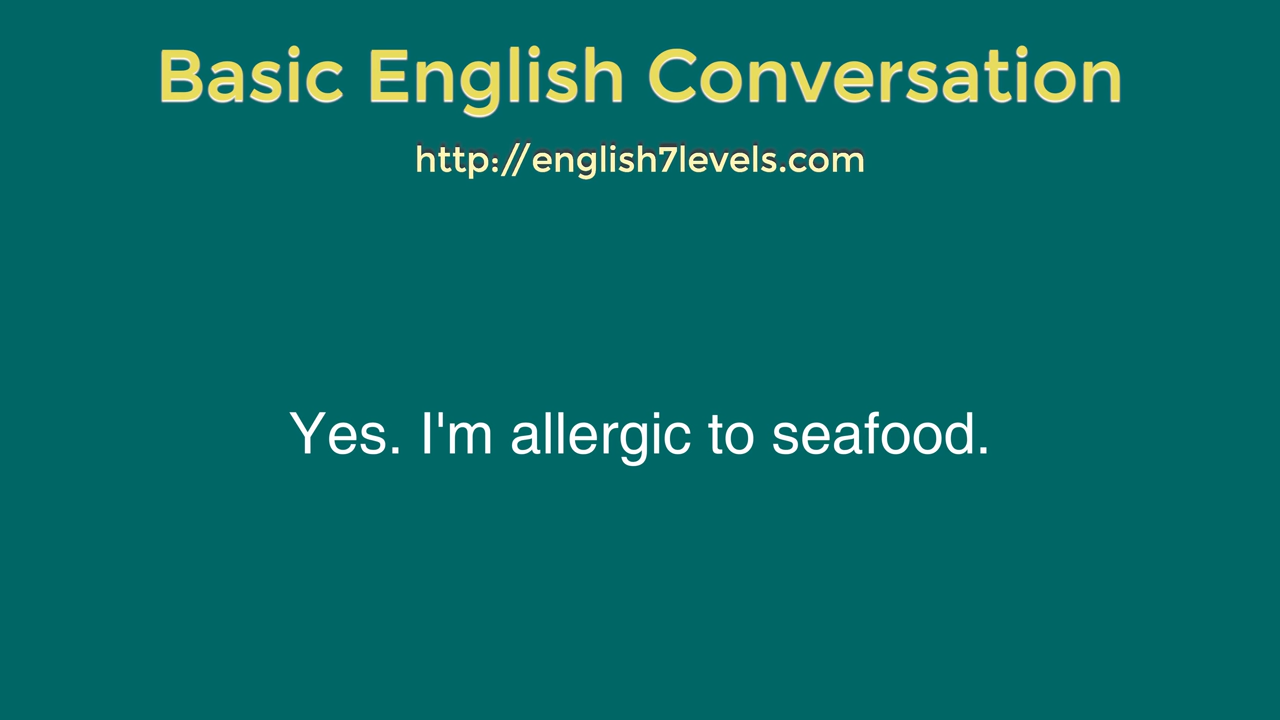 Basic English Conversation
http://english7levels.com
Yes. I'm allergic to seafood.